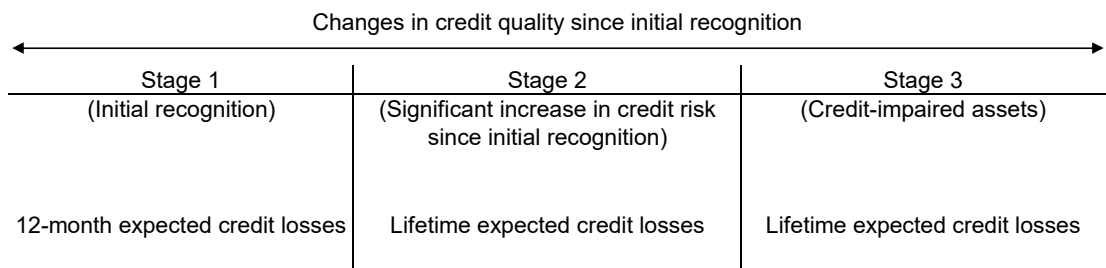 Changes in credit quality since initial recognition
Stage 1
Stage 2
Stage 3
(Initial recognition)
(Significant increase in credit risk
since initial recognition)
(Credit-impaired assets)
12-month expected credit losses
Lifetime expected credit losses
Lifetime expected credit losses